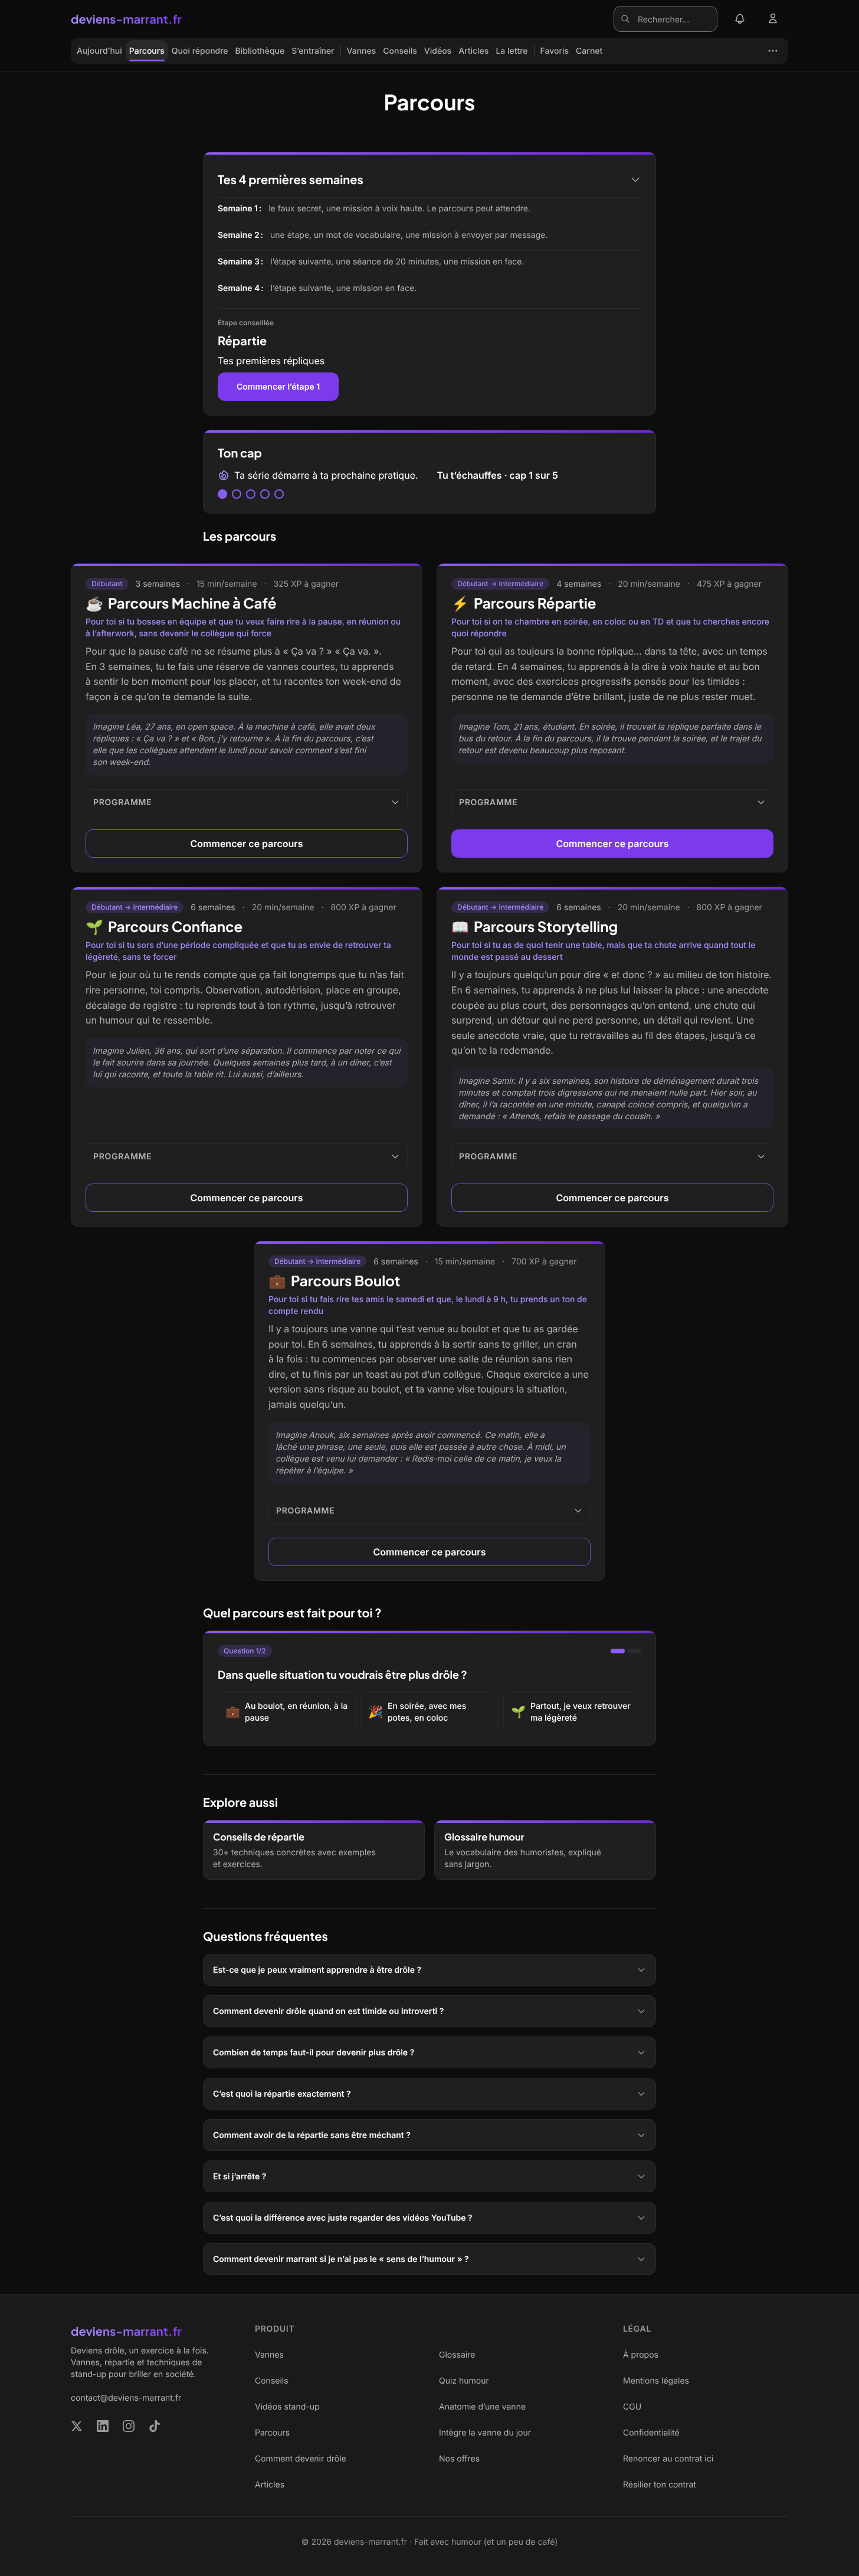 deviens-marrant.fr
Rechercher...
Aujourd'hui Parcours Quoi répondre Bibliothèque S'entraîner Vannes Conseils Vidéos Articles La lettre Favoris Carnet
Parcours
Tes 4 premières semaines
Semaine 1 : le faux secret, une mission à voix haute. Le parcours peut attendre.
Semaine 2 : une étape, un mot de vocabulaire, une mission à envoyer par message.
Semaine 3 : l'étape suivante, une séance de 20 minutes, une mission en face.
Semaine 4 : l'étape suivante, une mission en face.
Étape conseillée
Répartie
Tes premières répliques
Commencer l'étape 1
Ton cap
Ta série démarre à ta prochaine pratique. Tu t'échauffes · cap 1 sur 5
Les parcours
Débutant 3 semaines · 15 min/semaine · 325 XP à gagner
☕ Parcours Machine à Café
Pour toi si tu bosses en équipe et que tu veux faire rire à la pause, en réunion ou
à l'afterwork, sans devenir le collègue qui force
Pour que la pause café ne se résume plus à « Ça va ? » « Ça va. ».
En 3 semaines, tu te fais une réserve de vannes courtes, tu apprends
à sentir le bon moment pour les placer, et tu racontes ton week-end de
façon à ce qu'on te demande la suite.
Imagine Léa, 27 ans, en open space. À la machine à café, elle avait deux
répliques : « Ça va ? » et « Bon, j'y retourne ». À la fin du parcours, c'est
elle que les collègues attendent le lundi pour savoir comment s'est fini
son week-end.
PROGRAMME
Commencer ce parcours
Débutant → Intermédiaire 4 semaines · 20 min/semaine · 475 XP à gagner
⚡ Parcours Répartie
Pour toi si on te chambre en soirée, en coloc ou en TD et que tu cherches encore
quoi répondre
Pour toi qui as toujours la bonne réplique… dans ta tête, avec un temps
de retard. En 4 semaines, tu apprends à la dire à voix haute et au bon
moment, avec des exercices progressifs pensés pour les timides :
personne ne te demande d'être brillant, juste de ne plus rester muet.
Imagine Tom, 21 ans, étudiant. En soirée, il trouvait la réplique parfaite dans le
bus du retour. À la fin du parcours, il la trouve pendant la soirée, et le trajet du
retour est devenu beaucoup plus reposant.
PROGRAMME
Commencer ce parcours
Débutant → Intermédiaire 6 semaines · 20 min/semaine · 800 XP à gagner
🌱 Parcours Confiance
Pour toi si tu sors d'une période compliquée et que tu as envie de retrouver ta
légèreté, sans te forcer
Pour le jour où tu te rends compte que ça fait longtemps que tu n'as fait
rire personne, toi compris. Observation, autodérision, place en groupe,
décalage de registre : tu reprends tout à ton rythme, jusqu'à retrouver
un humour qui te ressemble.
Imagine Julien, 36 ans, qui sort d'une séparation. Il commence par noter ce qui
le fait sourire dans sa journée. Quelques semaines plus tard, à un dîner, c'est
lui qui raconte, et toute la table rit. Lui aussi, d'ailleurs.
PROGRAMME
Commencer ce parcours
Débutant → Intermédiaire 6 semaines · 20 min/semaine · 800 XP à gagner
📖 Parcours Storytelling
Pour toi si tu as de quoi tenir une table, mais que ta chute arrive quand tout le
monde est passé au dessert
Il y a toujours quelqu'un pour dire « et donc ? » au milieu de ton histoire.
En 6 semaines, tu apprends à ne plus lui laisser la place : une anecdote
coupée au plus court, des personnages qu'on entend, une chute qui
surprend, un détour qui ne perd personne, un détail qui revient. Une
seule anecdote vraie, que tu retravailles au fil des étapes, jusqu'à ce
qu'on te la redemande.
Imagine Samir. Il y a six semaines, son histoire de déménagement durait trois
minutes et comptait trois digressions qui ne menaient nulle part. Hier soir, au
dîner, il l'a racontée en une minute, canapé coincé compris, et quelqu'un a
demandé : « Attends, refais le passage du cousin. »
PROGRAMME
Commencer ce parcours
Débutant → Intermédiaire 6 semaines · 15 min/semaine · 700 XP à gagner
💼 Parcours Boulot
Pour toi si tu fais rire tes amis le samedi et que, le lundi à 9 h, tu prends un ton de
compte rendu
Il y a toujours une vanne qui t'est venue au boulot et que tu as gardée
pour toi. En 6 semaines, tu apprends à la sortir sans te griller, un cran
à la fois : tu commences par observer une salle de réunion sans rien
dire, et tu finis par un toast au pot d'un collègue. Chaque exercice a une
version sans risque au boulot, et ta vanne vise toujours la situation,
jamais quelqu'un.
Imagine Anouk, six semaines après avoir commencé. Ce matin, elle a
lâché une phrase, une seule, puis elle est passée à autre chose. À midi, un
collègue est venu lui demander : « Redis-moi celle de ce matin, je veux la
répéter à l'équipe. »
PROGRAMME
Commencer ce parcours
Quel parcours est fait pour toi ?
Question 1/2
Dans quelle situation tu voudrais être plus drôle ?
💼 Au boulot, en réunion, à la
pause
🎉 En soirée, avec mes
potes, en coloc
🌱 Partout, je veux retrouver
ma légèreté
Explore aussi
Conseils de répartie
30+ techniques concrètes avec exemples
et exercices.
Glossaire humour
Le vocabulaire des humoristes, expliqué
sans jargon.
Questions fréquentes
Est-ce que je peux vraiment apprendre à être drôle ?
Comment devenir drôle quand on est timide ou introverti ?
Combien de temps faut-il pour devenir plus drôle ?
C'est quoi la répartie exactement ?
Comment avoir de la répartie sans être méchant ?
Et si j'arrête ?
C'est quoi la différence avec juste regarder des vidéos YouTube ?
Comment devenir marrant si je n'ai pas le « sens de l'humour » ?
deviens-marrant.fr
Deviens drôle, un exercice à la fois.
Vannes, répartie et techniques de
stand-up pour briller en société.
contact@deviens-marrant.fr
PRODUIT
Vannes
Conseils
Vidéos stand-up
Parcours
Comment devenir drôle
Articles
Glossaire
Quiz humour
Anatomie d'une vanne
Intègre la vanne du jour
Nos offres
LÉGAL
À propos
Mentions légales
CGU
Confidentialité
Renoncer au contrat ici
Résilier ton contrat
© 2026 deviens-marrant.fr · Fait avec humour (et un peu de café)